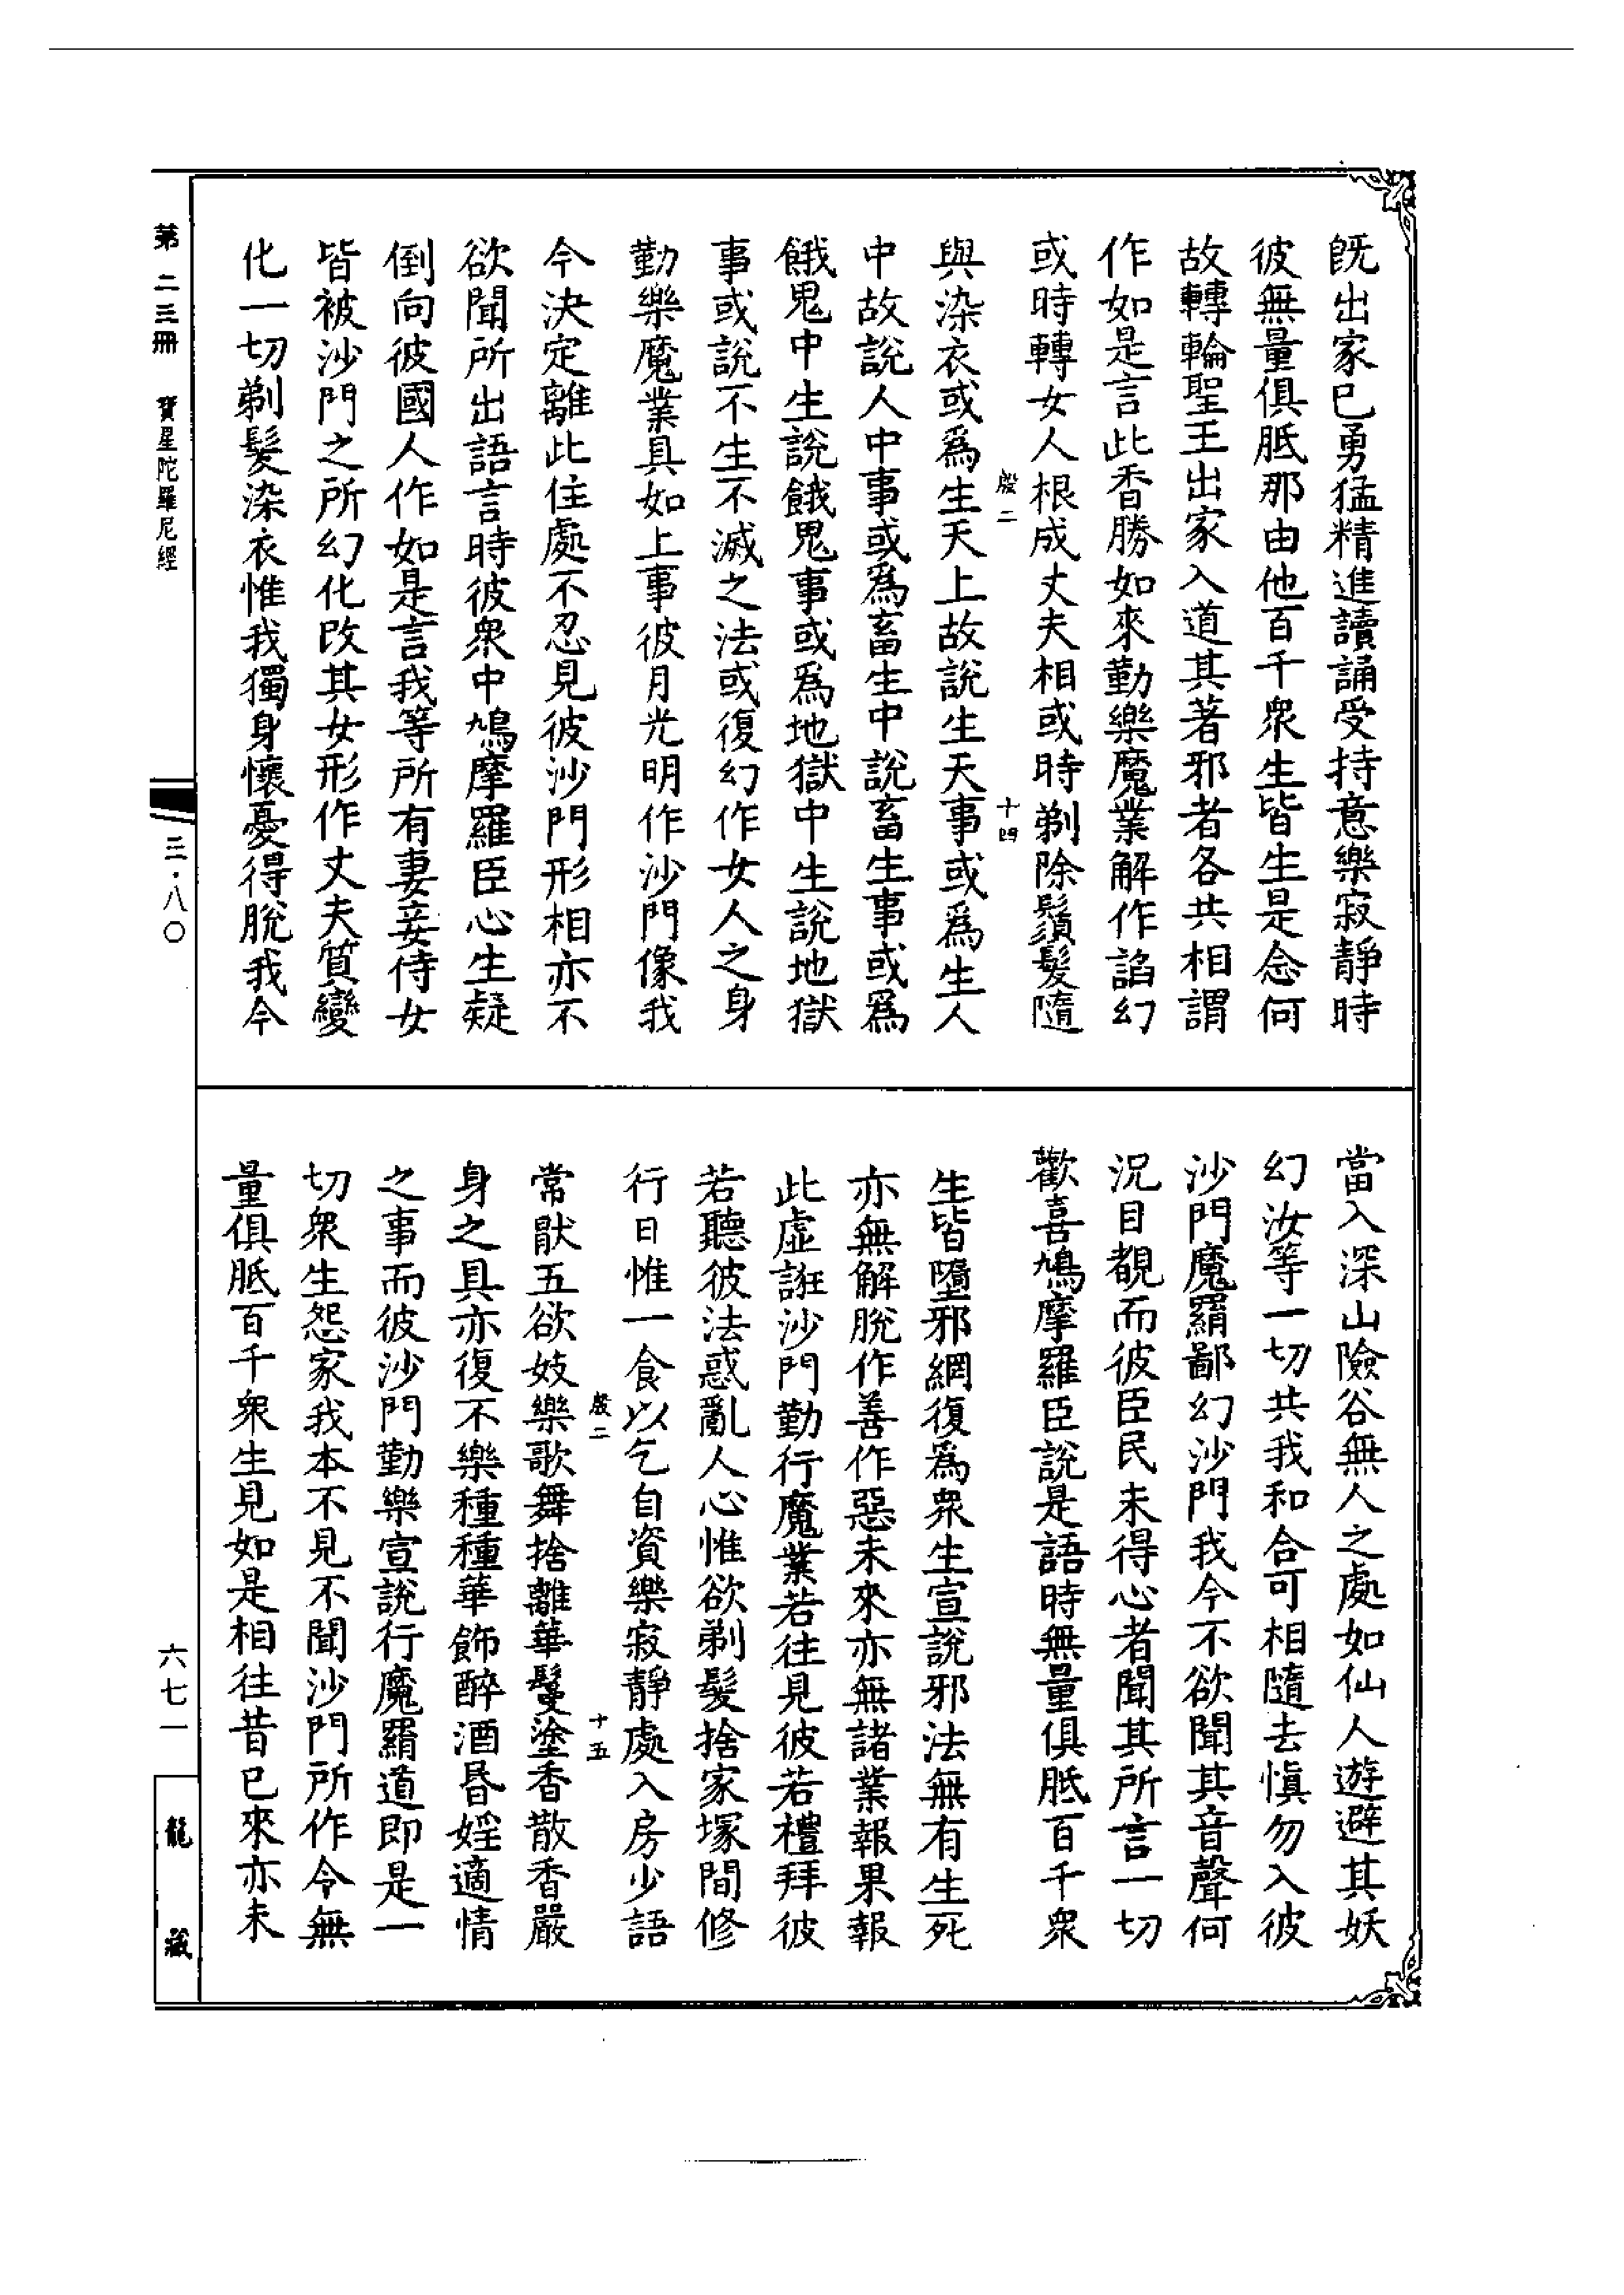 既出家已勇猛精進讀誦受持意樂寂靜時
彼無量俱胝那由他百千衆生皆生是念何
故轉輪聖王出家入道其著邪者各共相謂
作如是言此杳勝如來勤樂魔業解作諂幻
或時轉女人根成丈夫相或時剃除鬚髮隨
殷二
十四
與染衣或爲生天上故說生天事或爲生人
中故說人中事或爲畜生中說畜生事或爲
餓鬼中生說餓鬼事或爲地獄中生說地獄
事或說不生不滅之法或復幻作女人之身
勤樂魔業具如上事彼月光明作沙門像我
今決定離此住處不忍見彼沙門形相亦不
欲聞所出語言時彼衆中鳩摩羅臣心生疑
倒向彼國人作如是言我等所有妻妾侍女
皆被沙門之所幻化改其女形作丈夫質變
化一切剃髮染衣惟我獨身懷憂得脫我今
當入深山險谷無人之處如仙人遊避其妖
幻汝等一切共我和合可相隨去慎勿入彼
沙門魔羂鄙幻沙門我今不欲聞其音聲何
況目覩而彼臣民未得心者聞其所言一切
歡喜鳩摩羅臣說是語時無量俱胝百千衆
生皆墮邪網復爲衆生宣說邪法無有生死
亦無解脫作善作惡未來亦無諸業報果報
此虛誑沙門勤行魔業若往見彼若禮拜彼
若聽彼法惑亂人心惟欲剃髮捨家塚間修
行日惟一食以乞自資樂寂靜處入房少語
殷二
十五
常猒五欲妓樂歌舞捨離華鬘塗香散香嚴
身之具亦復不樂種種華飾醉酒昏婬適情
之事而彼沙門勤樂宣說行魔羂道即是一
切衆生怨家我本不見不聞沙門所作今無
量俱胝百千衆生見如是相往昔已來亦未
第二三冊 寶星陀羅尼經
三·八〇
六七一
龍藏